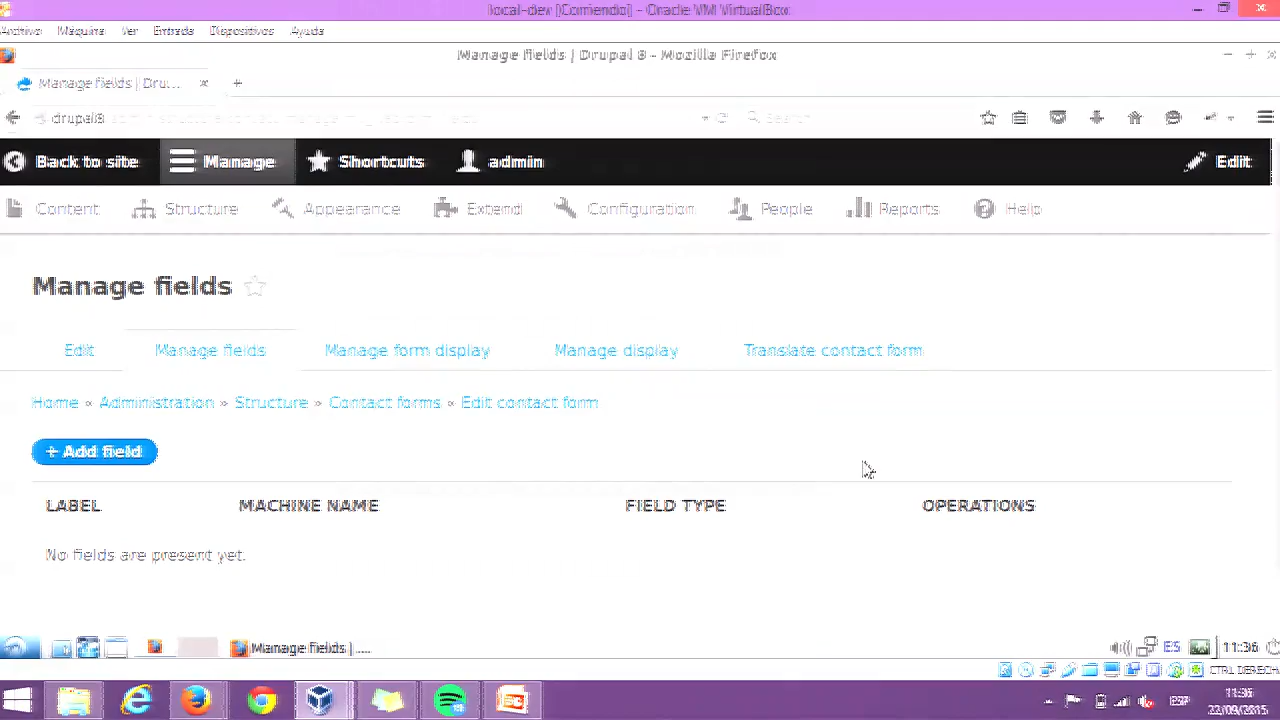 local-dev [Corriendo] - Oracle VM VirtualBox
Archivo Máquina Ver Entrada Dispositivos Ayuda
Manage fields | Drupal 8 - Mozilla Firefox
Manage fields | Dru...
drupal8
Search
Back to site Manage Shortcuts admin Edit
Content Structure Appearance Extend Configuration People Reports Help
Manage fields
Edit Manage fields Manage form display Manage display Translate contact form
Home » Administration » Structure » Contact forms » Edit contact form
+ Add field
LABEL MACHINE NAME FIELD TYPE OPERATIONS
No fields are present yet.
Manage fields | .... ES 11:36
CTRL DERECH
ESP 11:36
22/09/2015